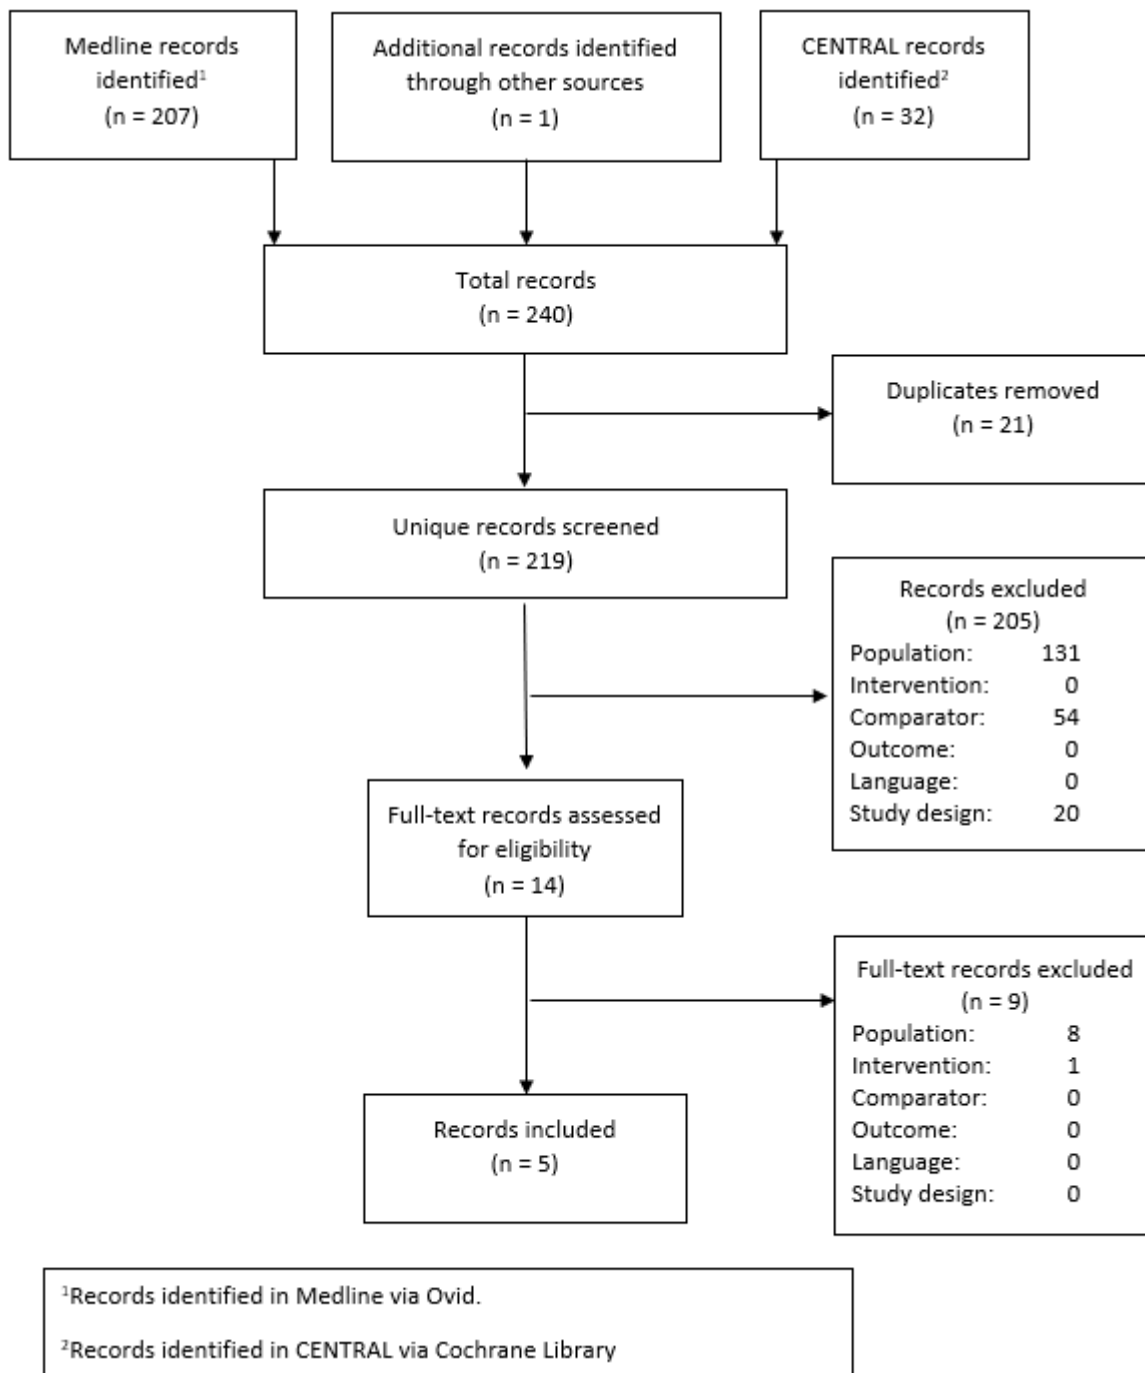 Medline records
identified¹
(n = 207)
Additional records identified
through other sources
(n = 1)
CENTRAL records
identified²
(n = 32)
Total records
(n = 240)
Duplicates removed
(n = 21)
Unique records screened
(n = 219)
Records excluded
(n = 205)
Population: 131
Intervention: 0
Comparator: 54
Outcome: 0
Language: 0
Study design: 20
Full-text records assessed
for eligibility
(n = 14)
Full-text records excluded
(n = 9)
Population: 8
Intervention: 1
Comparator: 0
Outcome: 0
Language: 0
Study design: 0
Records included
(n = 5)
¹Records identified in Medline via Ovid.
²Records identified in CENTRAL via Cochrane Library